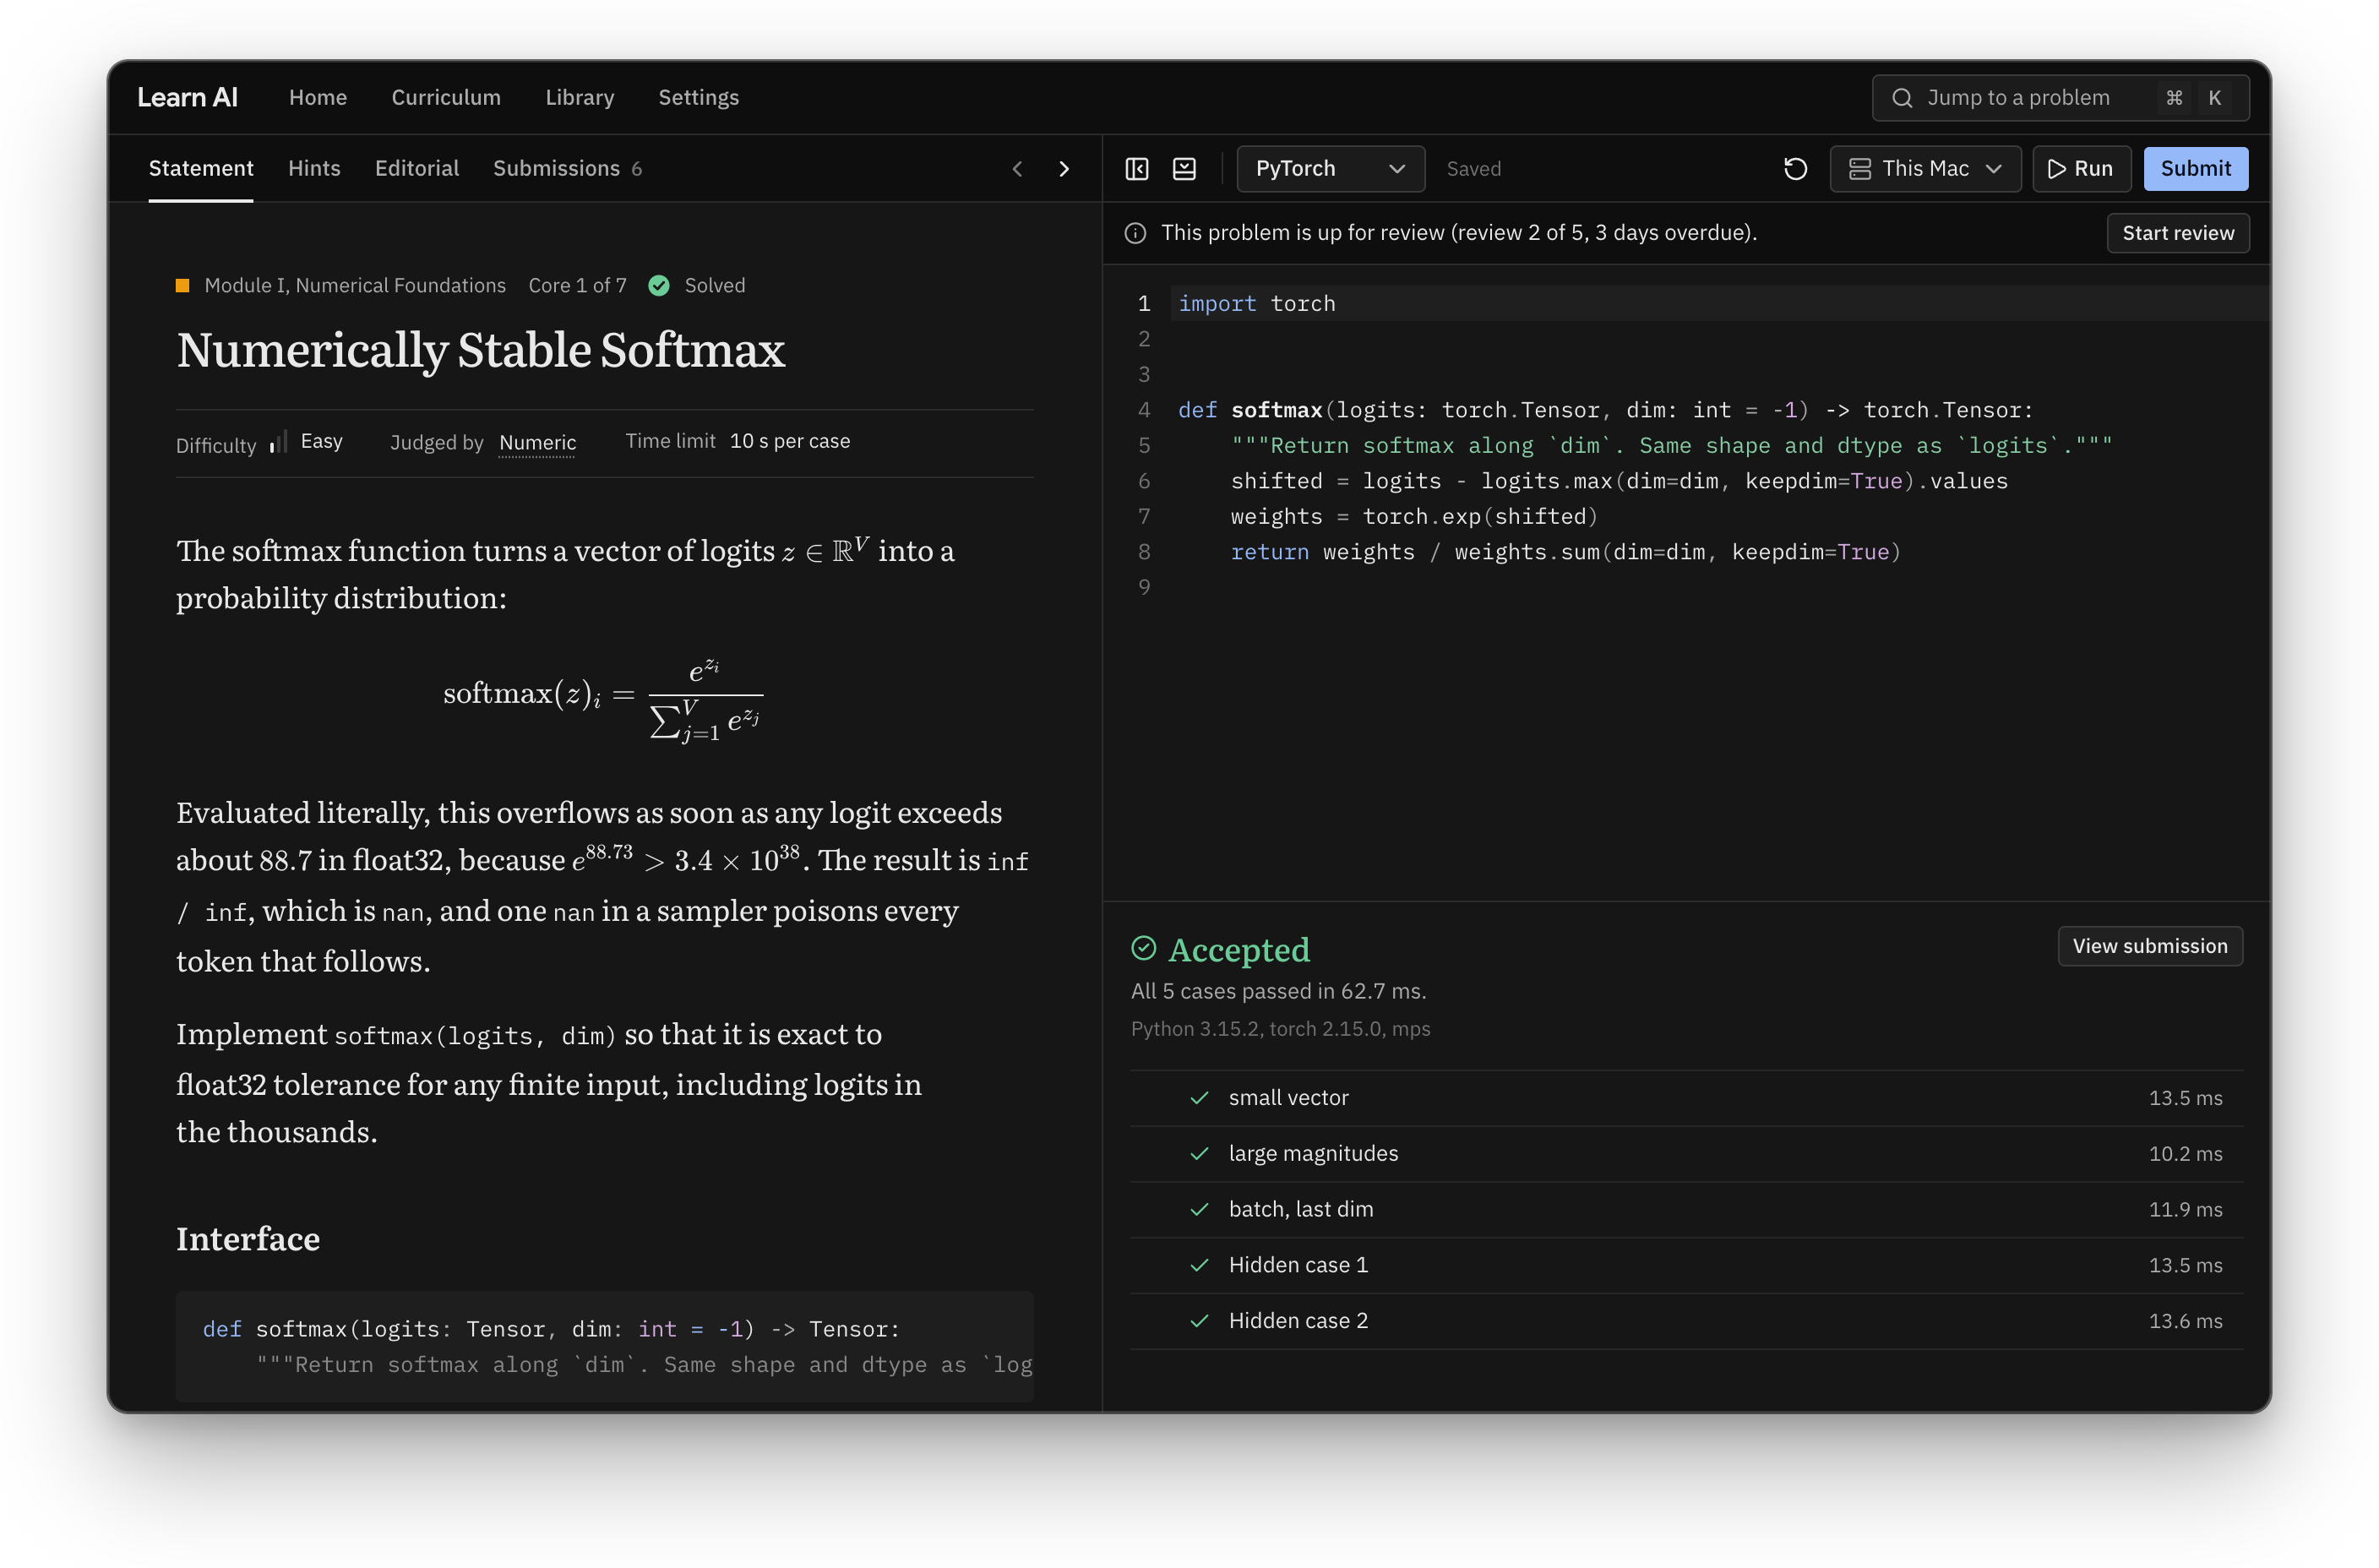 Learn AI Home Curriculum Library Settings Jump to a problem ⌘ K
Statement Hints Editorial Submissions 6
PyTorch Saved This Mac Run Submit
This problem is up for review (review 2 of 5, 3 days overdue). Start review
Module I, Numerical Foundations Core 1 of 7 Solved
Numerically Stable Softmax
Difficulty Easy Judged by Numeric Time limit 10 s per case
The softmax function turns a vector of logits z ∈ ℝ^V into a
probability distribution:
softmax(z)_i = e^{z_i} / ∑_{j=1}^{V} e^{z_j}
Evaluated literally, this overflows as soon as any logit exceeds
about 88.7 in float32, because e^{88.73} > 3.4 × 10^{38}. The result is inf
/ inf, which is nan, and one nan in a sampler poisons every
token that follows.
Implement softmax(logits, dim) so that it is exact to
float32 tolerance for any finite input, including logits in
the thousands.
Interface
def softmax(logits: Tensor, dim: int = -1) -> Tensor:
    """Return softmax along `dim`. Same shape and dtype as `log
1 import torch
2
3
4 def softmax(logits: torch.Tensor, dim: int = -1) -> torch.Tensor:
5     """Return softmax along `dim`. Same shape and dtype as `logits`."""
6     shifted = logits - logits.max(dim=dim, keepdim=True).values
7     weights = torch.exp(shifted)
8     return weights / weights.sum(dim=dim, keepdim=True)
9
Accepted View submission
All 5 cases passed in 62.7 ms.
Python 3.15.2, torch 2.15.0, mps
small vector 13.5 ms
large magnitudes 10.2 ms
batch, last dim 11.9 ms
Hidden case 1 13.5 ms
Hidden case 2 13.6 ms